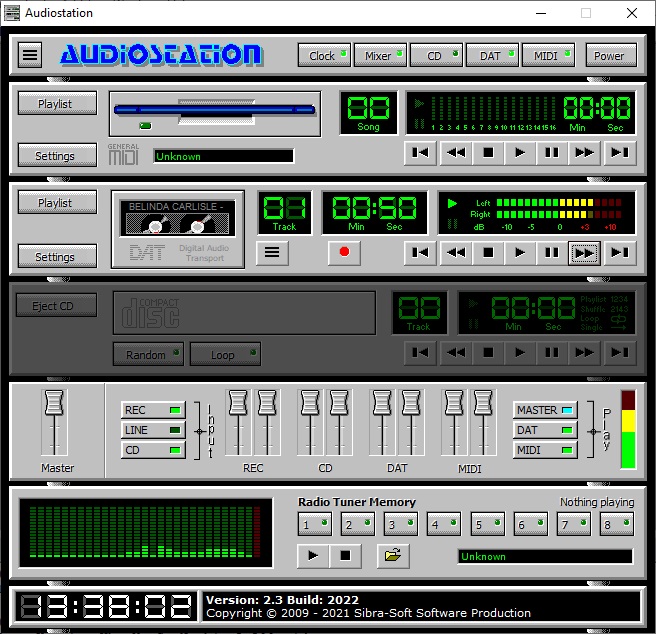 Audiostation
AUDIOSTATION
Clock Mixer CD DAT MIDI Power
Playlist
00
Song
1 2 3 4 5 6 7 8 9 10 11 12 13 14 15 16
00:00
Min Sec
Settings
GENERAL
MIDI
Unknown
Playlist
BELINDA CARLISLE -
DAT
Digital Audio
Transport
01
Track
00:50
Min Sec
Left
Right
dB -10 -5 0 +3 +10
Settings
Eject CD
COMPACT
disc
00
Track
00:00
Min Sec
Playlist 1234
Shuffle 2143
Loop
Single
Random Loop
Master
REC
LINE
CD
Input
REC CD DAT MIDI
MASTER
DAT
MIDI
Play
Radio Tuner Memory
Nothing playing
1 2 3 4 5 6 7 8
Unknown
13:38:02
Version: 2.3 Build: 2022
Copyright © 2009 - 2021 Sibra-Soft Software Production